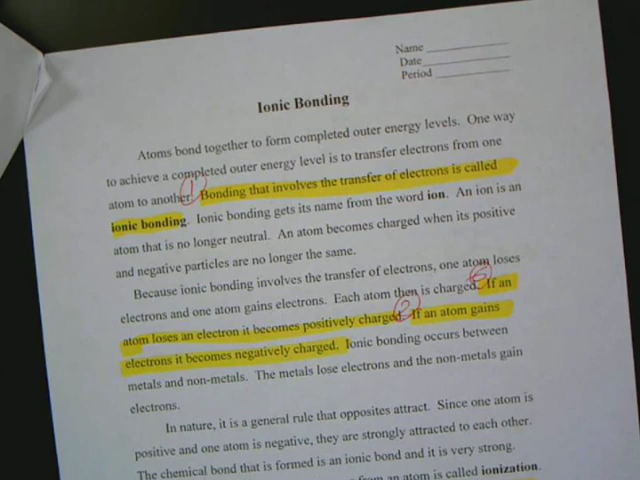 Name
Date
Period
Ionic Bonding
Atoms bond together to form completed outer energy levels. One way
to achieve a completed outer energy level is to transfer electrons from one
atom to another. 1 Bonding that involves the transfer of electrons is called
ionic bonding. Ionic bonding gets its name from the word ion. An ion is an
atom that is no longer neutral. An atom becomes charged when its positive
and negative particles are no longer the same.
Because ionic bonding involves the transfer of electrons, one atom loses
electrons and one atom gains electrons. Each atom then is charged. If an
atom loses an electron it becomes positively charged. 2 If an atom gains
electrons it becomes negatively charged. Ionic bonding occurs between
metals and non-metals. The metals lose electrons and the non-metals gain
electrons.
In nature, it is a general rule that opposites attract. Since one atom is
positive and one atom is negative, they are strongly attracted to each other.
The chemical bond that is formed is an ionic bond and it is very strong.
from an atom is called ionization.